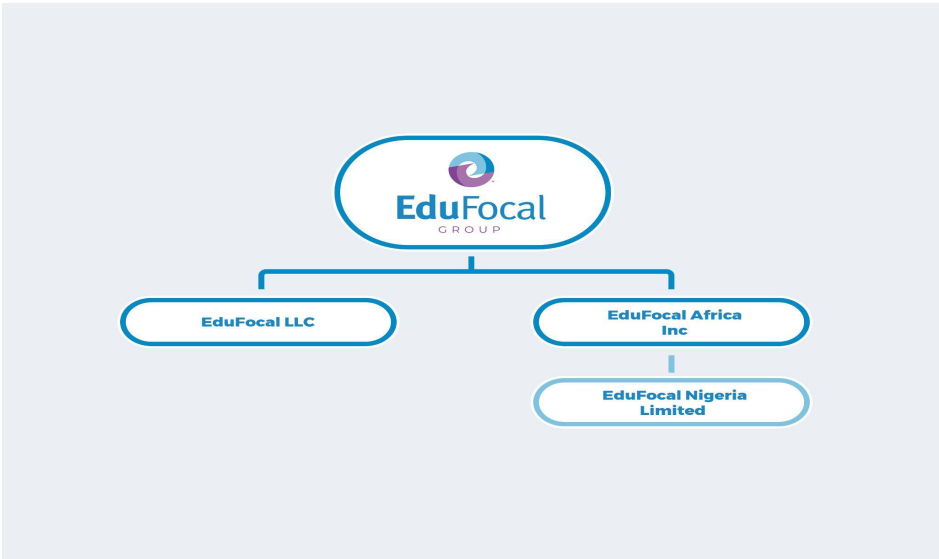 EduFocal
GROUP
EduFocal LLC
EduFocal Africa
Inc
EduFocal Nigeria
Limited